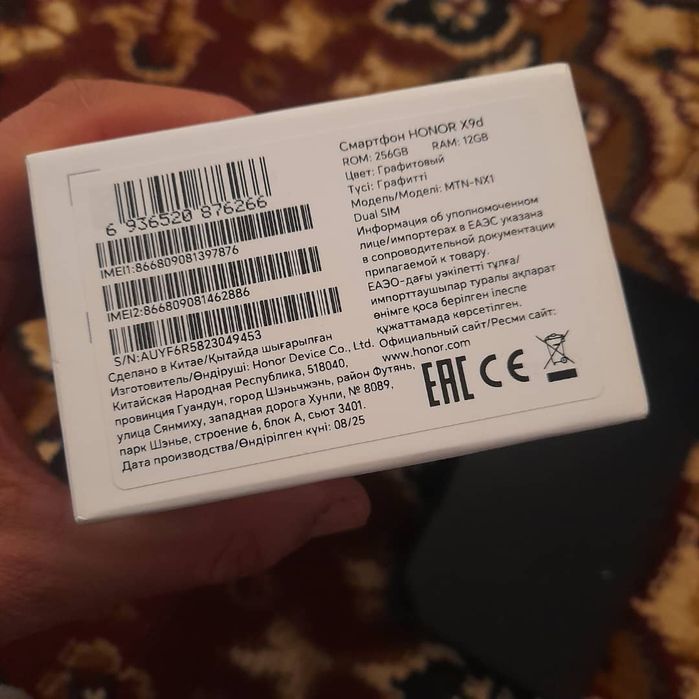 Смартфон HONOR X9d
ROM: 256GB RAM: 12GB
Цвет: Графитовый
Түсі: Графитті
Модель/Моделі: MTN-NX1
Dual SIM
Информация об уполномоченном
лице/импортерах в ЕАЭС указана
в сопроводительной документации
прилагаемой к товару.
ЕАЭО-дағы уәкілетті тұлға/
импорттаушылар туралы ақпарат
өнімге қоса берілген ілеспе
құжаттамада көрсетілген.
6 936520 876266
IMEI1:866809081397876
IMEI2:866809081462886
S/N:AUYF6R5823049453
Сделано в Китае/Қытайда шығарылған
Изготовитель/Өндіруші: Honor Device Co., Ltd. Официальный сайт/Ресми сайт:
Китайская Народная Республика, 518040, www.honor.com
провинция Гуандун, город Шэньчжэнь, район Футянь,
улица Сянмиху, западная дорога Хунли, № 8089,
парк Шэнье, строение 6, блок А, сьют 3401.
Дата производства/Өндірілген күні: 08/25
EAC CE